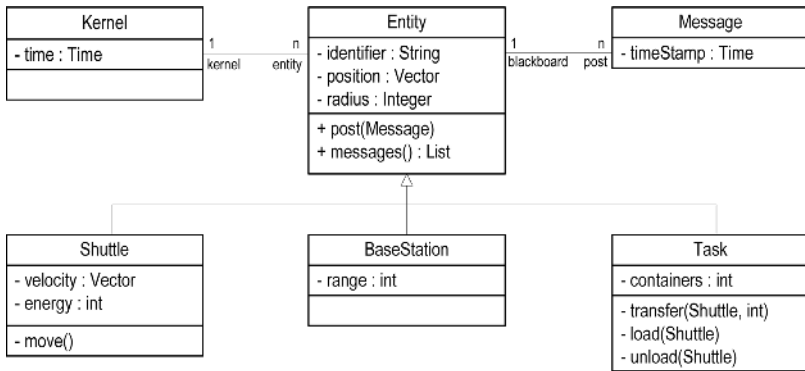 Kernel
- time : Time
1
kernel
n
entity
Entity
- identifier : String
- position : Vector
- radius : Integer
+ post(Message)
+ messages() : List
1
blackboard
n
post
Message
- timeStamp : Time
Shuttle
- velocity : Vector
- energy : int
- move()
BaseStation
- range : int
Task
- containers : int
- transfer(Shuttle, int)
- load(Shuttle)
- unload(Shuttle)